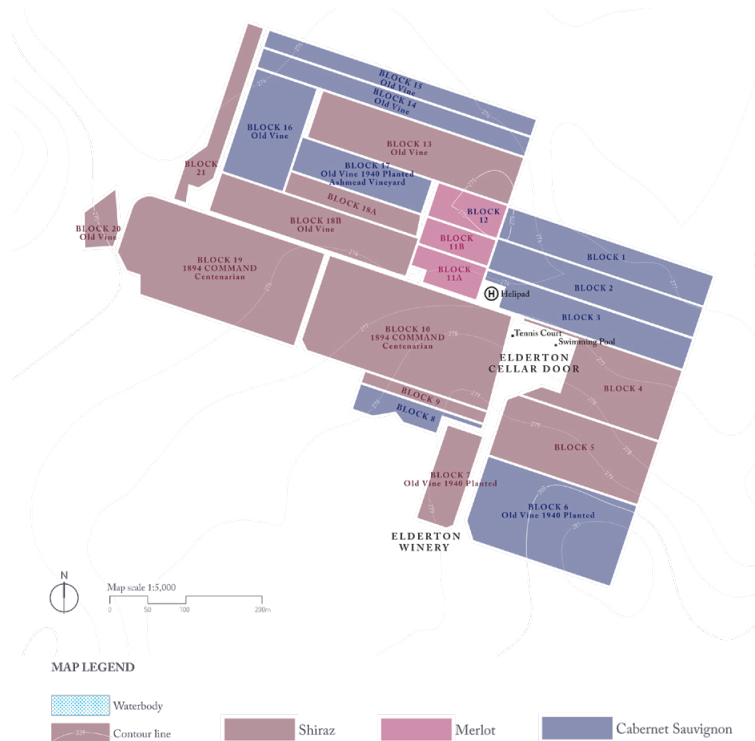 BLOCK 15
Old Vine
BLOCK 14
Old Vine
BLOCK 16
Old Vine
BLOCK 13
Old Vine
BLOCK 17
Old Vine 1940 Planted
Ashmead Vineyard
BLOCK
21
BLOCK 18A
BLOCK 18B
Old Vine
BLOCK
12
BLOCK
11B
BLOCK
11A
BLOCK 20
Old Vine
BLOCK 19
1894 COMMAND
Centenarian
BLOCK 1
BLOCK 2
BLOCK 3
H Helipad
BLOCK 10
1894 COMMAND
Centenarian
Tennis Court
Swimming Pool
ELDERTON
CELLAR DOOR
BLOCK 4
BLOCK 9
BLOCK 8
BLOCK 5
BLOCK 7
Old Vine 1940 Planted
BLOCK 6
Old Vine 1940 Planted
ELDERTON
WINERY
N
Map scale 1:5,000
0 50 100 200m
MAP LEGEND
Waterbody
Contour line
Shiraz
Merlot
Cabernet Sauvignon